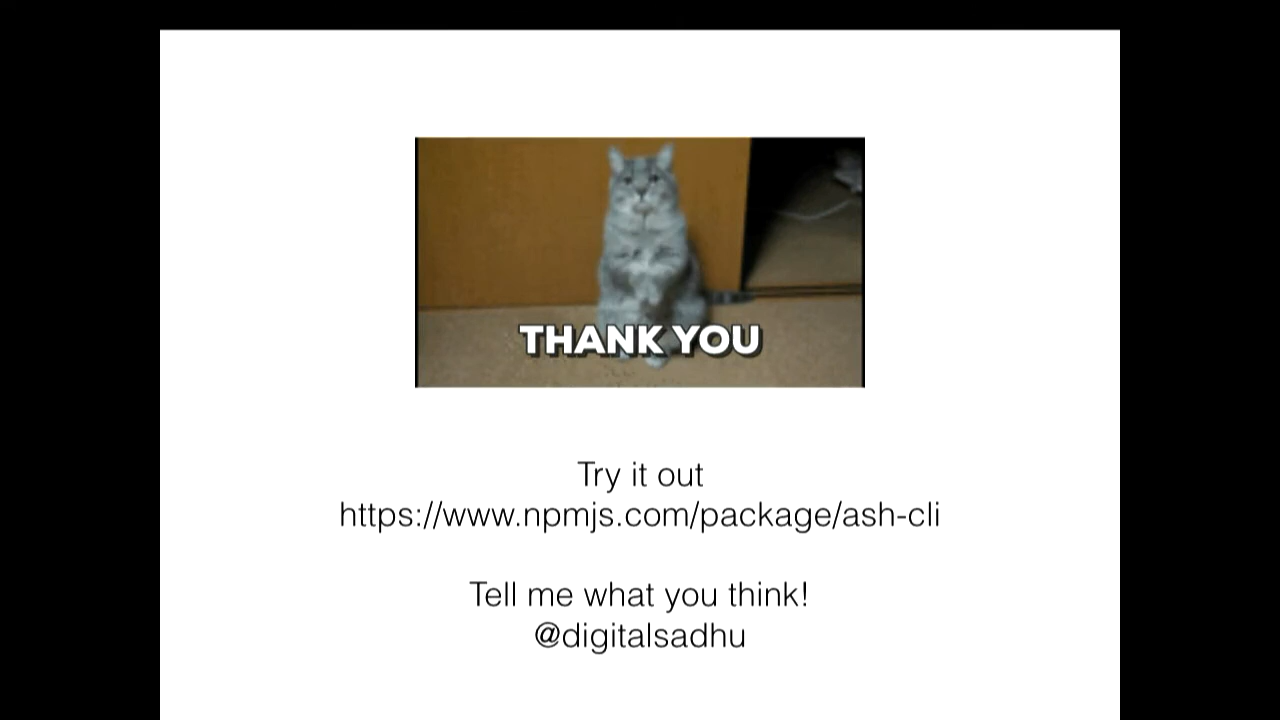 THANK YOU
Try it out
https://www.npmjs.com/package/ash-cli
Tell me what you think!
@digitalsadhu